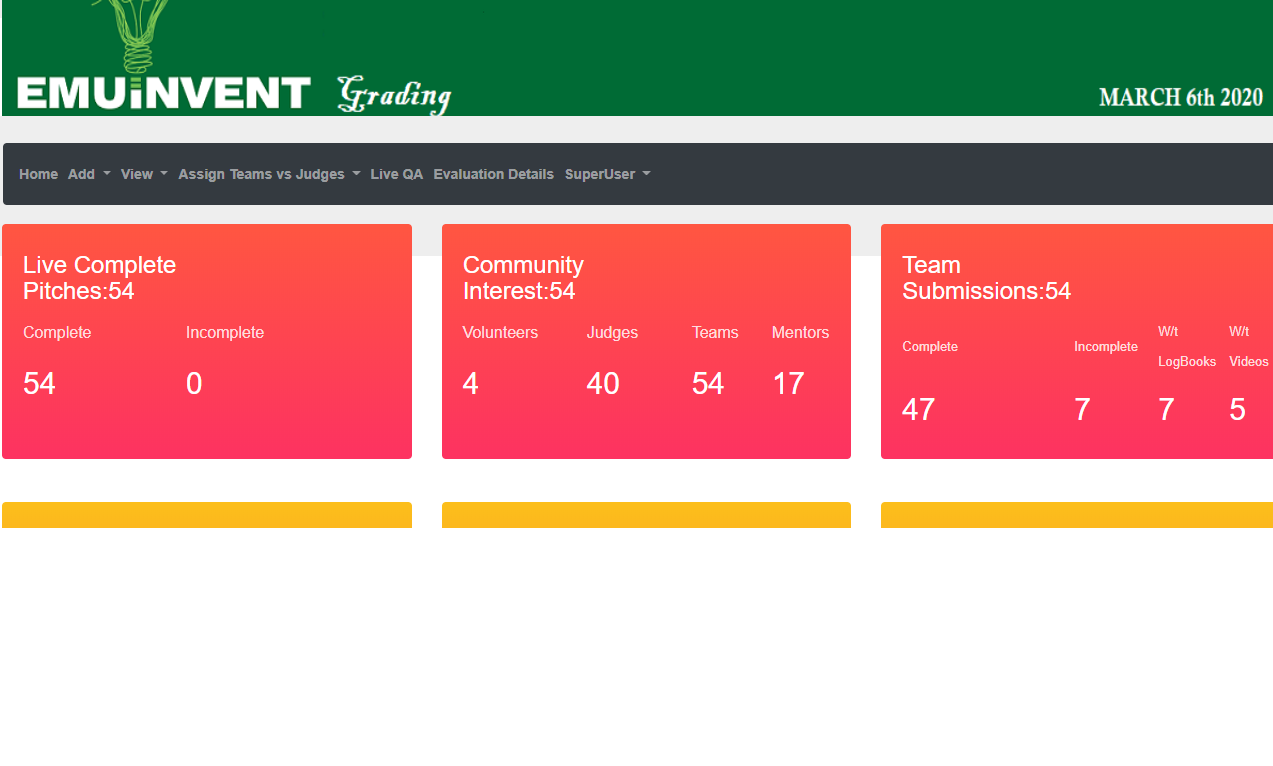 EMUiNVENT Grading
MARCH 6th 2020
Home Add View Assign Teams vs Judges Live QA Evaluation Details SuperUser
Live Complete
Pitches:54
Complete Incomplete
54 0
Community
Interest:54
Volunteers Judges Teams Mentors
4 40 54 17
Team
Submissions:54
Complete Incomplete W/t LogBooks W/t Videos
47 7 7 5